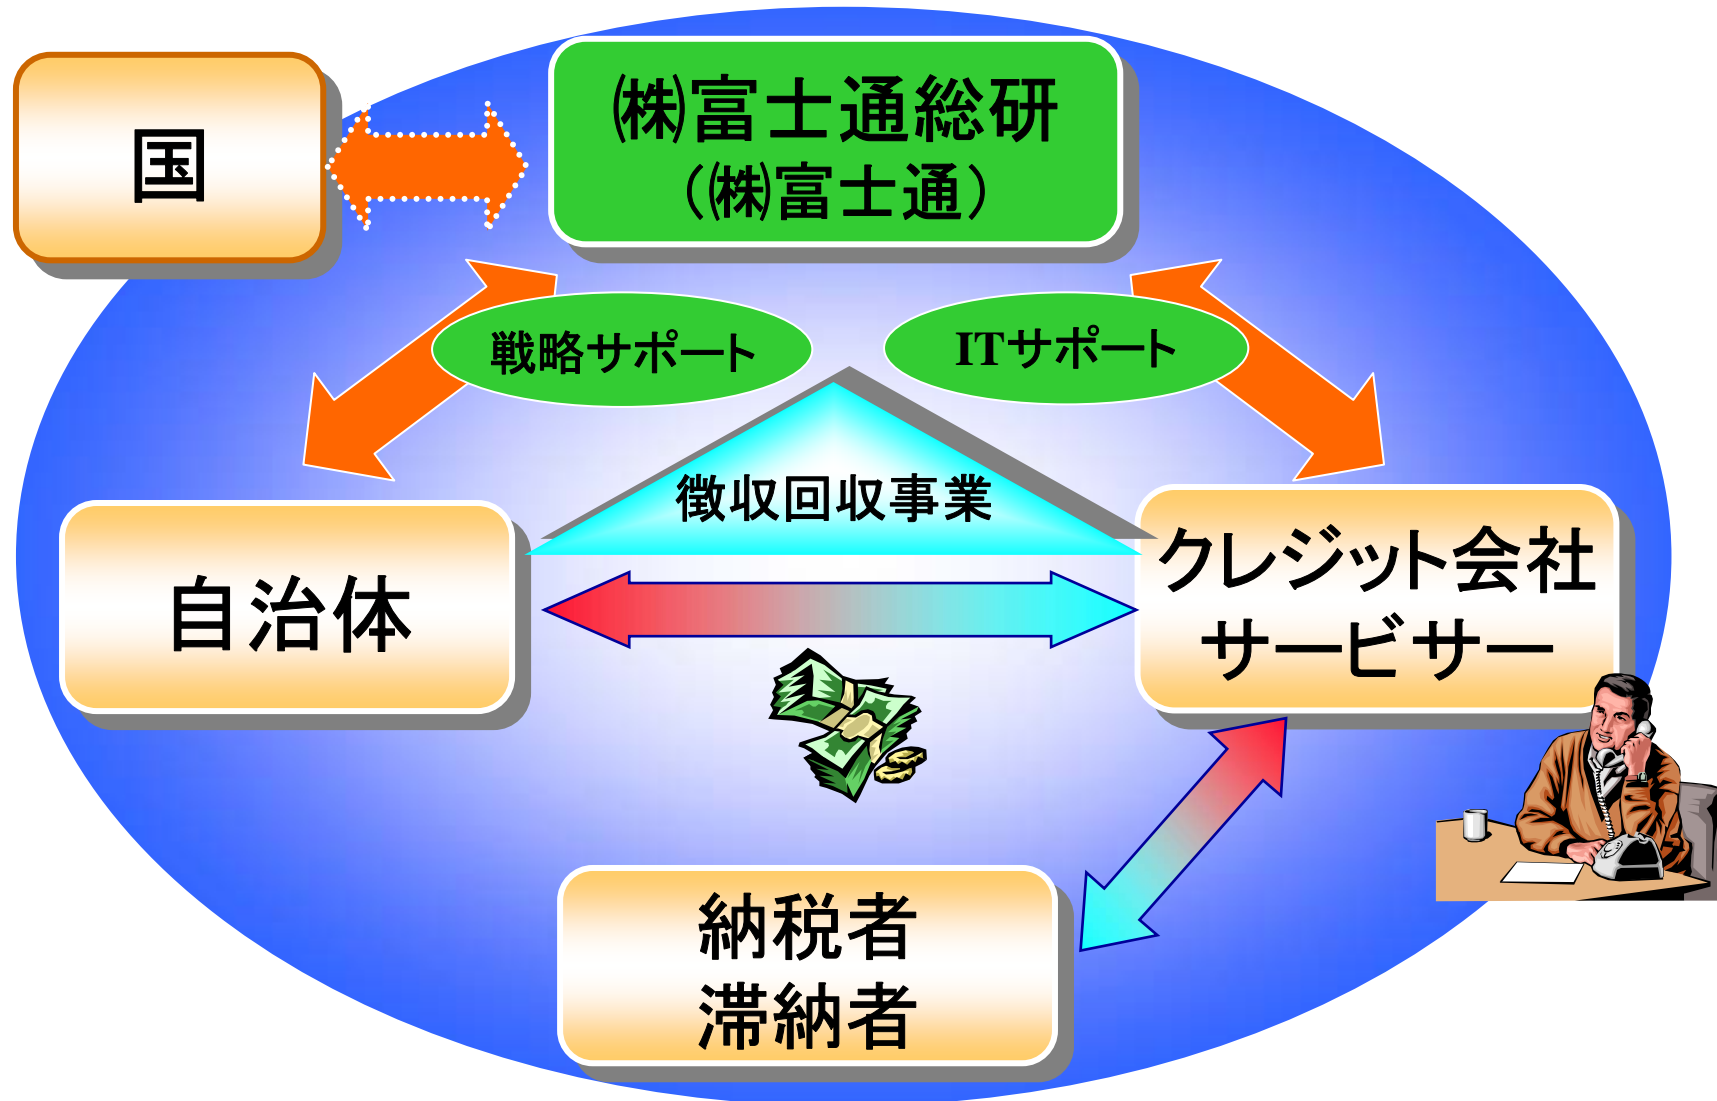 国
㈱富士通総研
（㈱富士通）
戦略サポート
ITサポート
徴収回収事業
自治体
クレジット会社
サービサー
納税者
滞納者